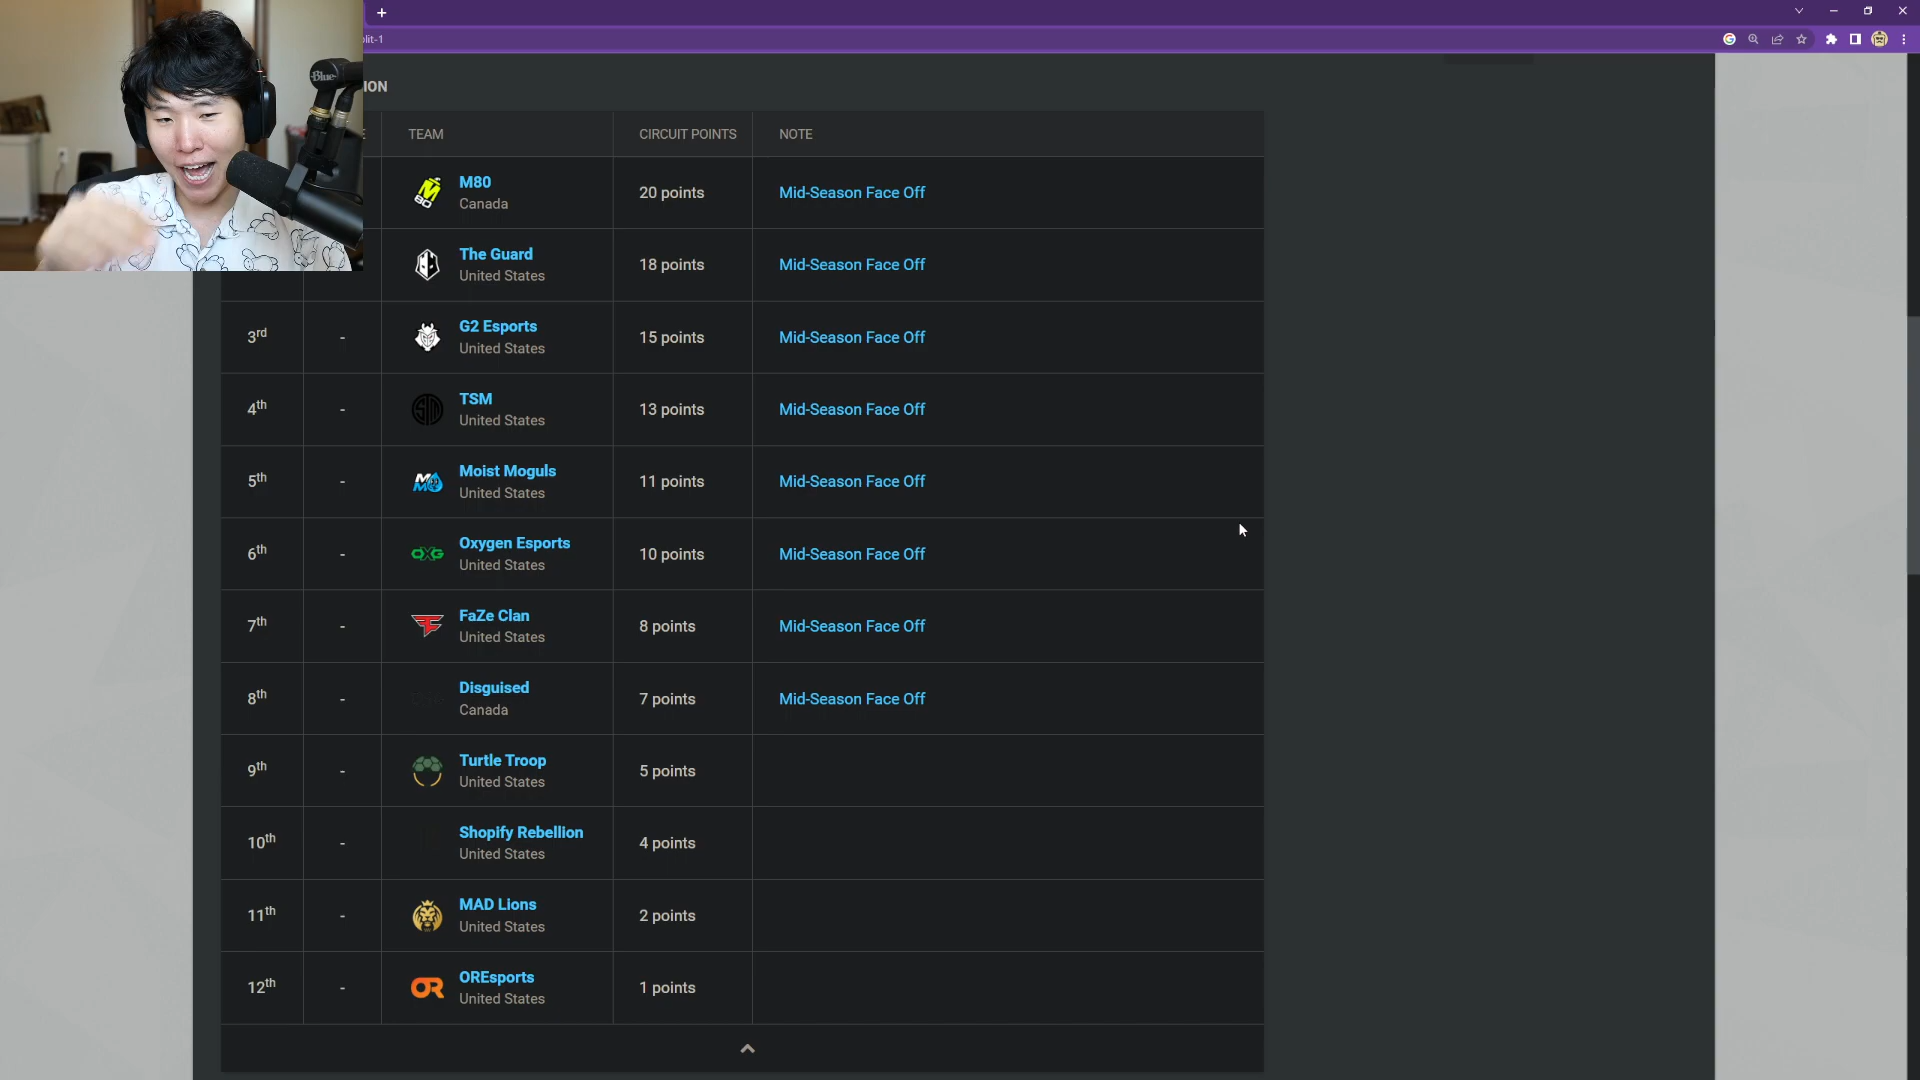 lit-1
ION
TEAM CIRCUIT POINTS NOTE
M80
Canada
20 points
Mid-Season Face Off
The Guard
United States
18 points
Mid-Season Face Off
3rd
-
G2 Esports
United States
15 points
Mid-Season Face Off
4th
-
TSM
United States
13 points
Mid-Season Face Off
5th
-
Moist Moguls
United States
11 points
Mid-Season Face Off
6th
-
OXG
Oxygen Esports
United States
10 points
Mid-Season Face Off
7th
-
FaZe Clan
United States
8 points
Mid-Season Face Off
8th
-
Disguised
Canada
7 points
Mid-Season Face Off
9th
-
Turtle Troop
United States
5 points
10th
-
Shopify Rebellion
United States
4 points
11th
-
MAD Lions
United States
2 points
12th
-
OR
OREsports
United States
1 points
Blue